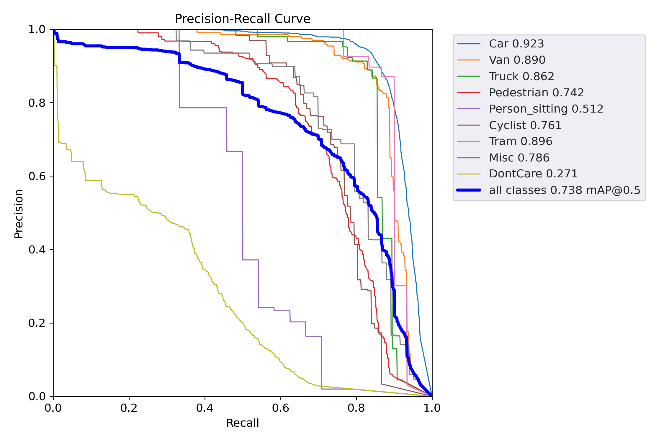 Precision-Recall Curve
Car 0.923
Van 0.890
Truck 0.862
Pedestrian 0.742
Person_sitting 0.512
Cyclist 0.761
Tram 0.896
Misc 0.786
DontCare 0.271
all classes 0.738 mAP@0.5
Precision
1.0
0.8
0.6
0.4
0.2
0.0
0.0 0.2 0.4 0.6 0.8 1.0
Recall